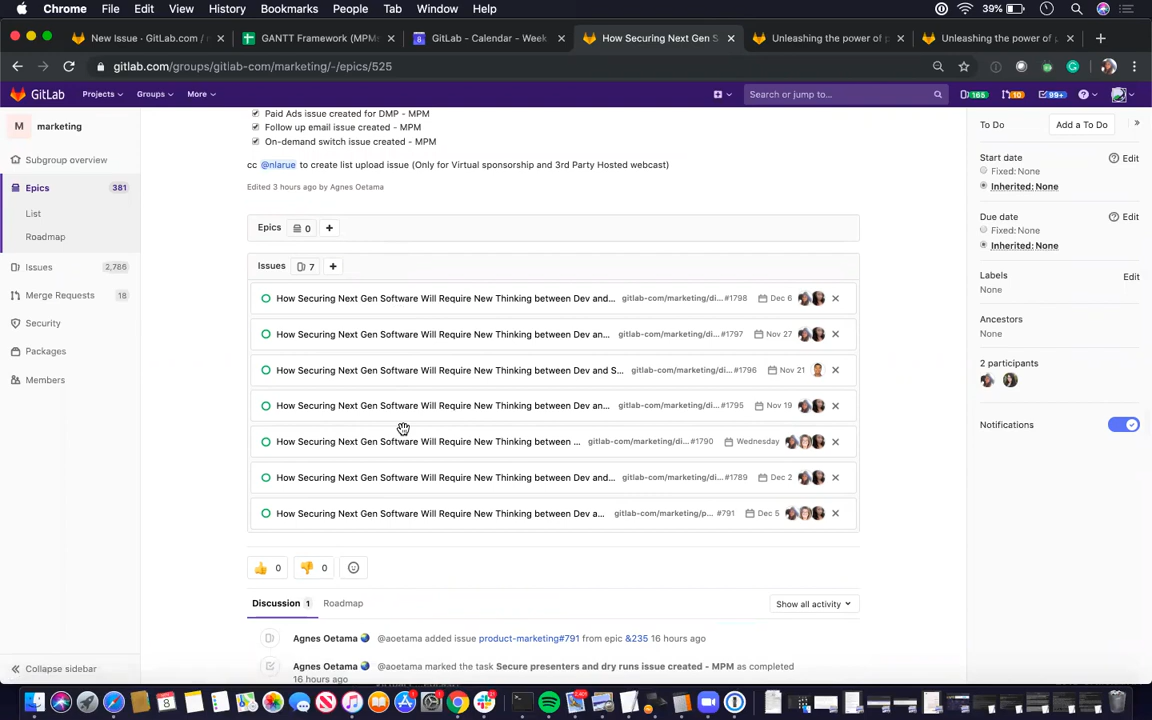 Chrome File Edit View History Bookmarks People Tab Window Help 39%
New Issue · GitLab.com / GANTT Framework (MPM GitLab - Calendar - Week How Securing Next Gen S Unleashing the power of Unleashing the power of
gitlab.com/groups/gitlab-com/marketing/-/epics/525
GitLab Projects Groups More Search or jump to... 165 10 99+
M marketing
Subgroup overview
Epics 381
List
Roadmap
Issues 2,786
Merge Requests 18
Security
Packages
Members
Collapse sidebar
Paid Ads issue created for DMP - MPM
Follow up email issue created - MPM
On-demand switch issue created - MPM
cc @nlarue to create list upload issue (Only for Virtual sponsorship and 3rd Party Hosted webcast)
Edited 3 hours ago by Agnes Oetama
Epics 0 +
Issues 7 +
How Securing Next Gen Software Will Require New Thinking between Dev and... gitlab-com/marketing/di... #1798 Dec 6
How Securing Next Gen Software Will Require New Thinking between Dev an... gitlab-com/marketing/di... #1797 Nov 27
How Securing Next Gen Software Will Require New Thinking between Dev and S... gitlab-com/marketing/di... #1796 Nov 21
How Securing Next Gen Software Will Require New Thinking between Dev an... gitlab-com/marketing/di... #1795 Nov 19
How Securing Next Gen Software Will Require New Thinking between ... gitlab-com/marketing/di... #1790 Wednesday
How Securing Next Gen Software Will Require New Thinking between Dev and... gitlab-com/marketing/di... #1789 Dec 2
How Securing Next Gen Software Will Require New Thinking between Dev a... gitlab-com/marketing/p... #791 Dec 5
0 0
Discussion 1 Roadmap Show all activity
Agnes Oetama @aoetama added issue product-marketing#791 from epic &235 16 hours ago
Agnes Oetama @aoetama marked the task Secure presenters and dry runs issue created - MPM as completed
16 hours ago
To Do Add a To Do
Start date Edit
Fixed: None
Inherited: None
Due date Edit
Fixed: None
Inherited: None
Labels Edit
None
Ancestors
None
2 participants
Notifications